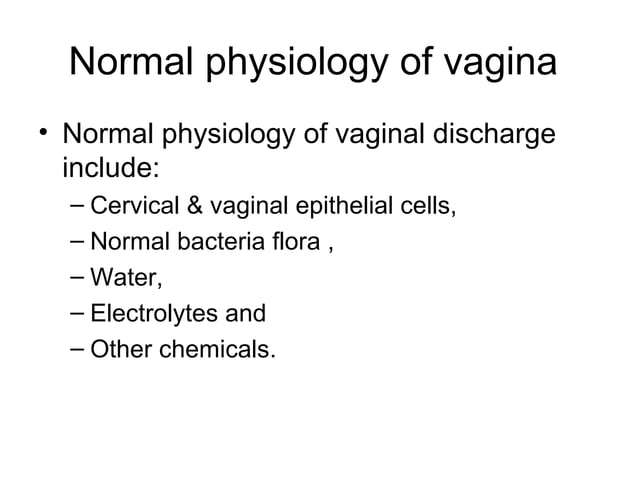 Normal physiology of vagina
• Normal physiology of vaginal discharge
include:
– Cervical & vaginal epithelial cells,
– Normal bacteria flora ,
– Water,
– Electrolytes and
– Other chemicals.